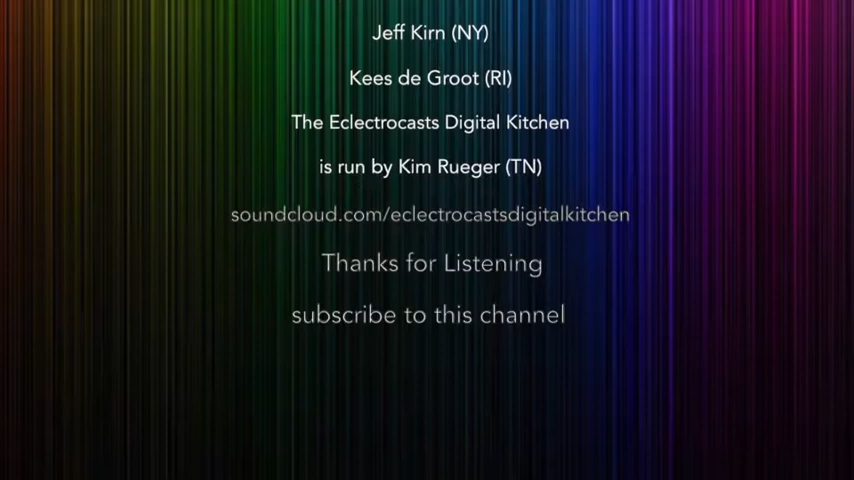 Jeff Kirn (NY)
Kees de Groot (RI)
The Eclectrocasts Digital Kitchen
is run by Kim Rueger (TN)
soundcloud.com/eclectrocastsdigitalkitchen
Thanks for Listening
subscribe to this channel